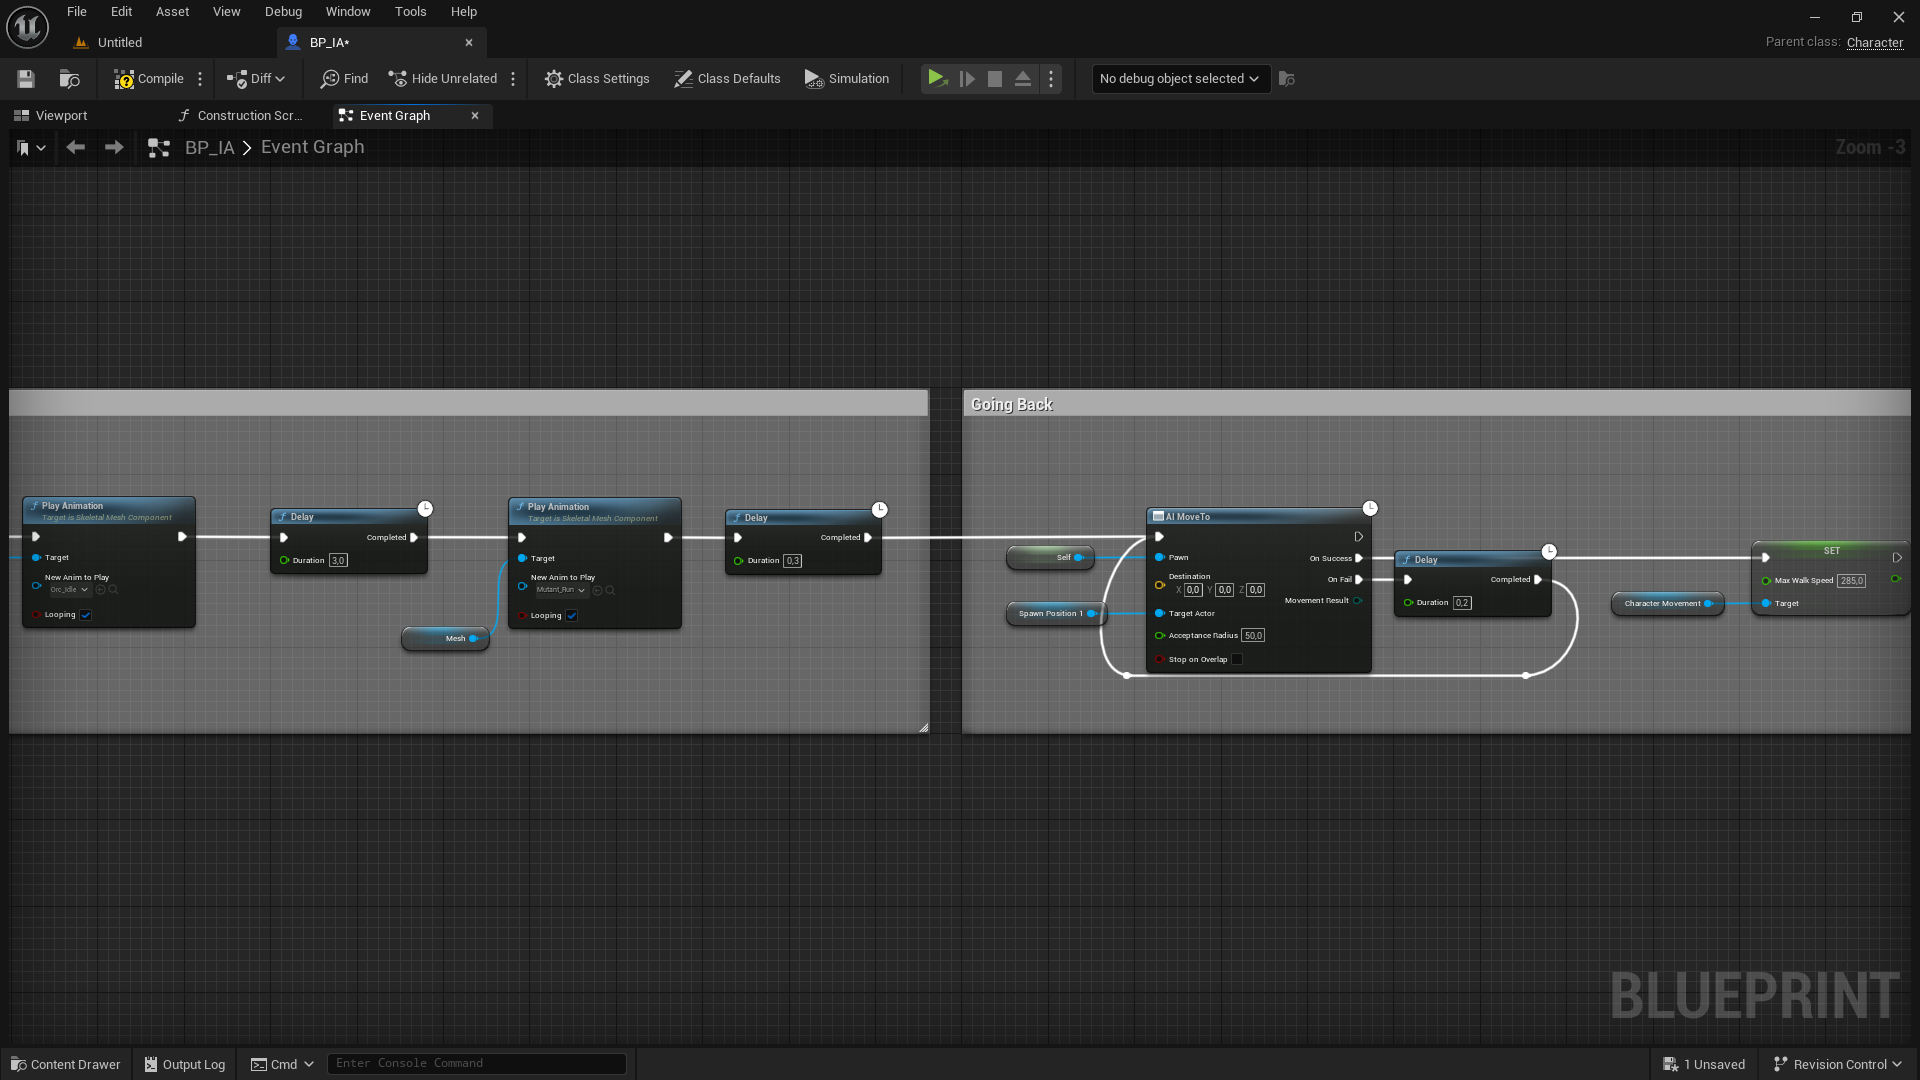 File Edit Asset View Debug Window Tools Help
Untitled BP_IA*
Parent class: Character
Compile Diff Find Hide Unrelated Class Settings Class Defaults Simulation No debug object selected
Viewport Construction Scr... Event Graph
BP_IA > Event Graph
Zoom -3
Going Back
Play Animation
Target is Skeletal Mesh Component
Target
New Anim to Play
Orc_Idle
Looping
Delay
Completed
Duration 3,0
Play Animation
Target is Skeletal Mesh Component
Target
New Anim to Play
Mutant_Run
Looping
Mesh
Delay
Completed
Duration 0,3
Self
Spawn Position 1
AI MoveTo
Pawn On Success
Destination On Fail
X 0,0 Y 0,0 Z 0,0
Movement Result
Target Actor
Acceptance Radius 50,0
Stop on Overlap
Delay
Completed
Duration 0,2
Character Movement
SET
Max Walk Speed 285,0
Target
BLUEPRINT
Content Drawer Output Log Cmd Enter Console Command 1 Unsaved Revision Control